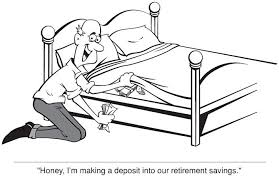 "Honey, I'm making a deposit into our retirement savings."